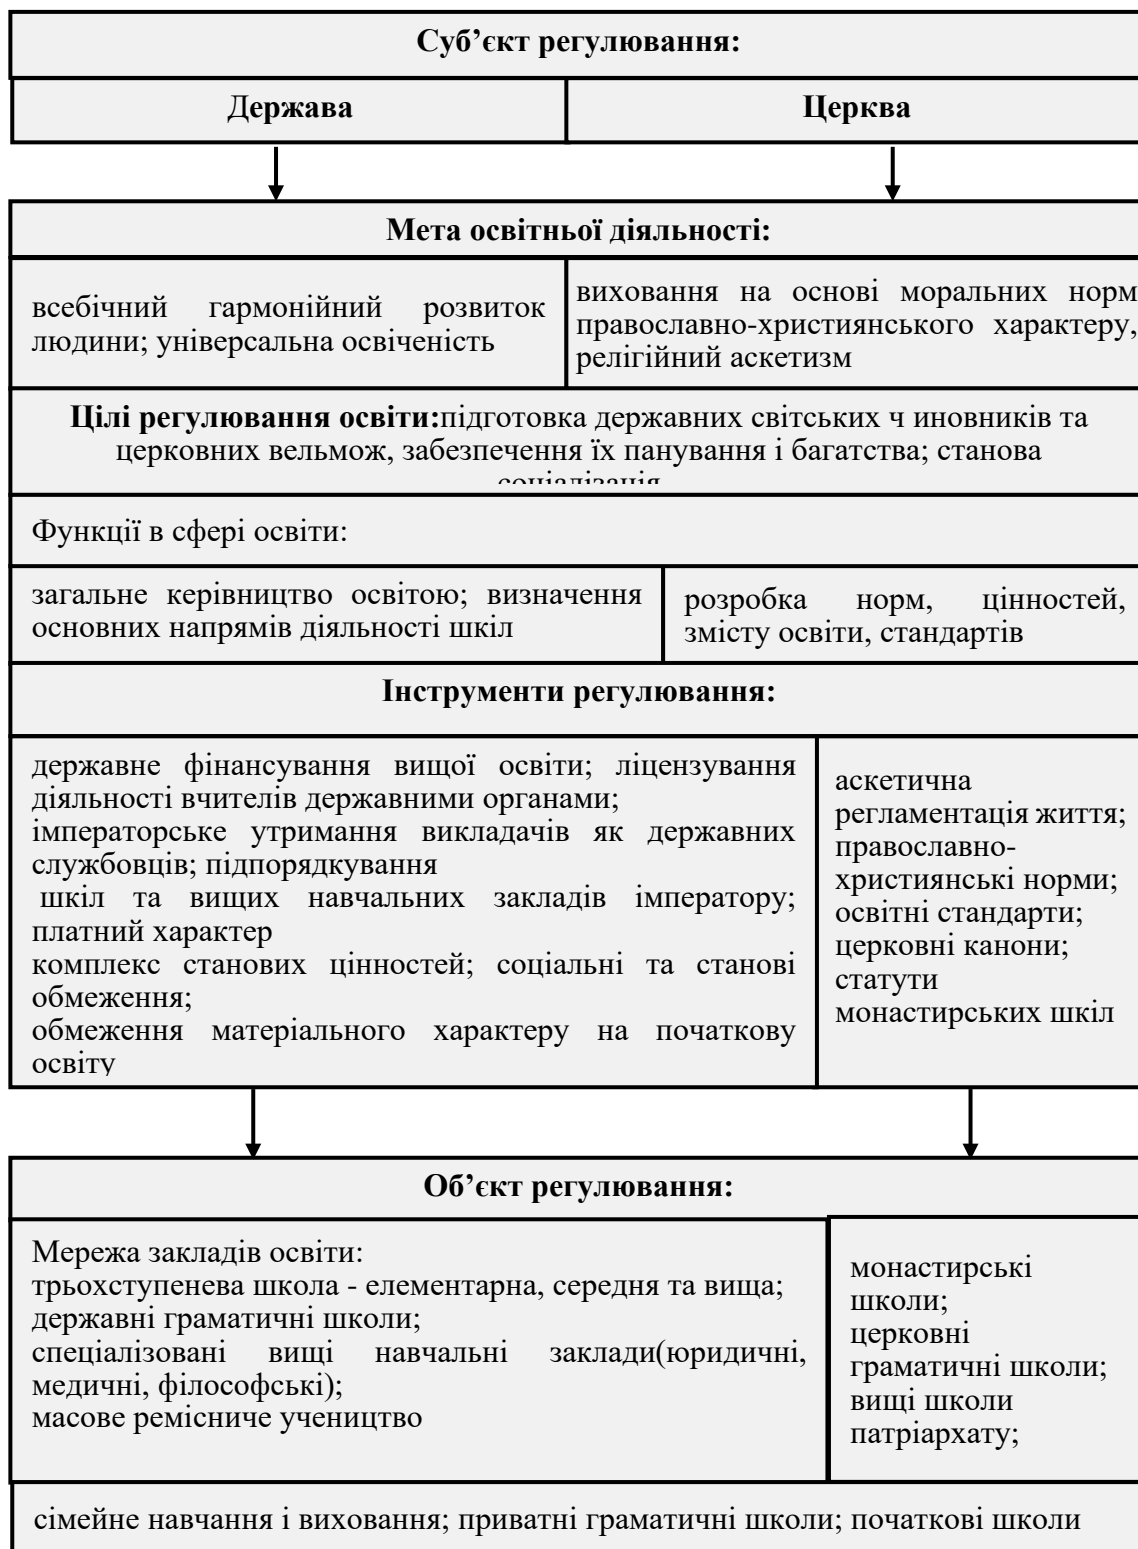 Суб’єкт регулювання:
Держава
Церква
Мета освітньої діяльності:
всебічний гармонійний розвиток
людини; універсальна освіченість
виховання на основі моральних норм
православно-християнського характеру,
релігійний аскетизм
Цілі регулювання освіти:підготовка державних світських ч иновників та
церковних вельмож, забезпечення їх панування і багатства; станова
соціалізація
Функції в сфері освіти:
загальне керівництво освітою; визначення
основних напрямів діяльності шкіл
розробка норм, цінностей,
змісту освіти, стандартів
Інструменти регулювання:
державне фінансування вищої освіти; ліцензування
діяльності вчителів державними органами;
імператорське утримання викладачів як державних
службовців; підпорядкування
шкіл та вищих навчальних закладів імператору;
платний характер
комплекс станових цінностей; соціальні та станові
обмеження;
обмеження матеріального характеру на початкову
освіту
аскетична
регламентація життя;
православно-
християнські норми;
освітні стандарти;
церковні канони;
статути
монастирських шкіл
Об’єкт регулювання:
Мережа закладів освіти:
трьохступенева школа - елементарна, середня та вища;
державні граматичні школи;
спеціалізовані вищі навчальні заклади(юридичні,
медичні, філософські);
масове ремісниче учеництво
монастирські
школи;
церковні
граматичні школи;
вищі школи
патріархату;
сімейне навчання і виховання; приватні граматичні школи; початкові школи